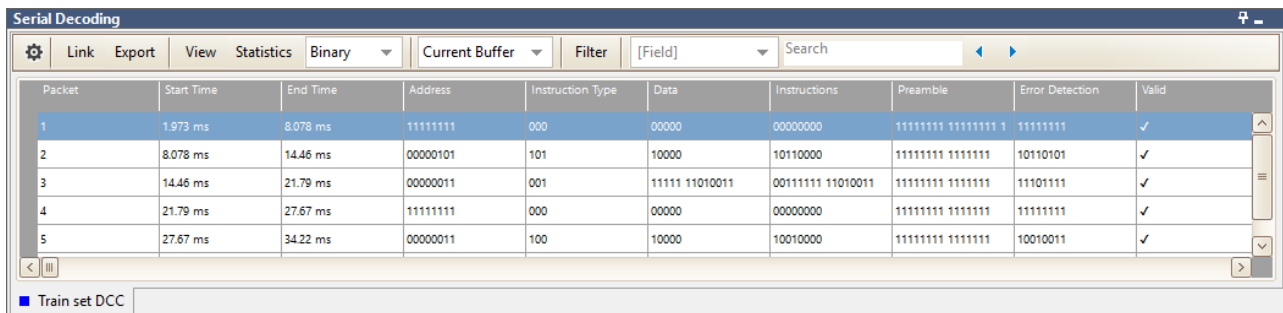 Serial Decoding
Link Export View Statistics Binary Current Buffer Filter [Field] Search
Packet Start Time End Time Address Instruction Type Data Instructions Preamble Error Detection Valid
1 1.973 ms 8.078 ms 11111111 000 00000 00000000 11111111 11111111 1 11111111 ✓
2 8.078 ms 14.46 ms 00000101 101 10000 10110000 11111111 1111111 10110101 ✓
3 14.46 ms 21.79 ms 00000011 001 11111 11010011 00111111 11010011 11111111 1111111 11101111 ✓
4 21.79 ms 27.67 ms 11111111 000 00000 00000000 11111111 1111111 11111111 ✓
5 27.67 ms 34.22 ms 00000011 100 10000 10010000 11111111 1111111 10010011 ✓
Train set DCC